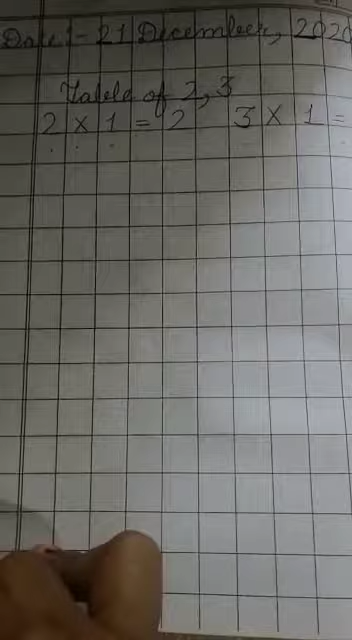 Date:- 21 December, 2020
Table of 2, 3
2 X 1 = 2 3 X 1 =